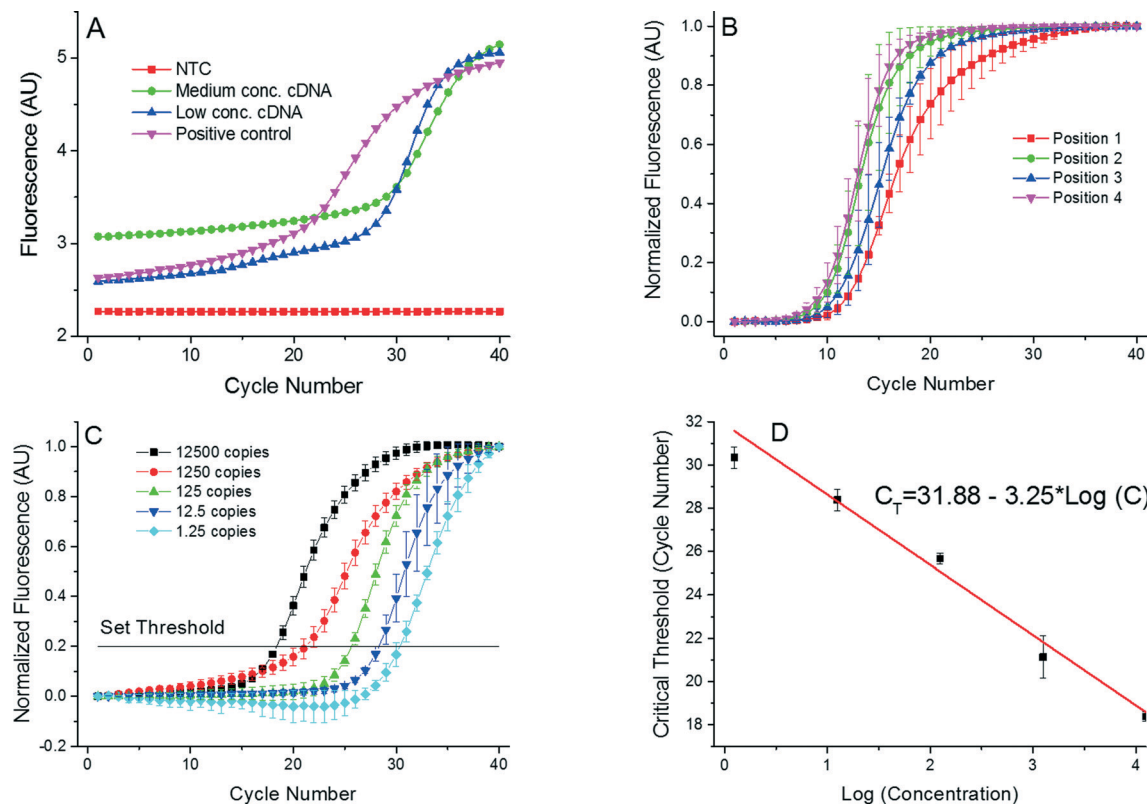 A
NTC
Medium conc. cDNA
Low conc. cDNA
Positive control
Fluorescence (AU)
5
4
3
2
0 10 20 30 40
Cycle Number
B
Position 1
Position 2
Position 3
Position 4
Normalized Fluorescence (AU)
1.0
0.8
0.6
0.4
0.2
0.0
0 10 20 30 40
Cycle Number
C
12500 copies
1250 copies
125 copies
12.5 copies
1.25 copies
Set Threshold
Normalized Fluorescence (AU)
1.0
0.8
0.6
0.4
0.2
0.0
-0.2
0 10 20 30 40
Cycle Number
D
C_T=31.88 - 3.25*Log (C)
Critical Threshold (Cycle Number)
32
30
28
26
24
22
20
18
0 1 2 3 4
Log (Concentration)